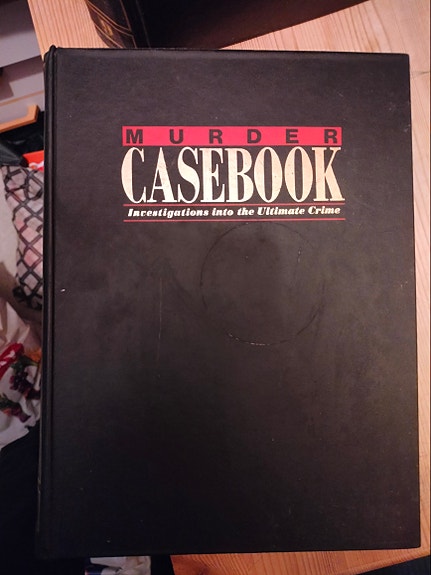 MURDER
CASEBOOK
Investigations into the Ultimate Crime